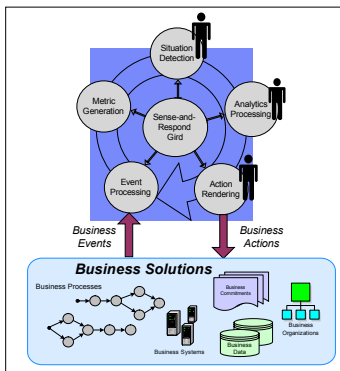 Situation
Detection
Metric
Generation
Analytics
Processing
Sense-and-
Respond
Gird
Event
Processing
Action
Rendering
Business
Events
Business
Actions
Business Solutions
Business Processes
Business
Commitments
Business Systems
Business
Data
Business
Organizations